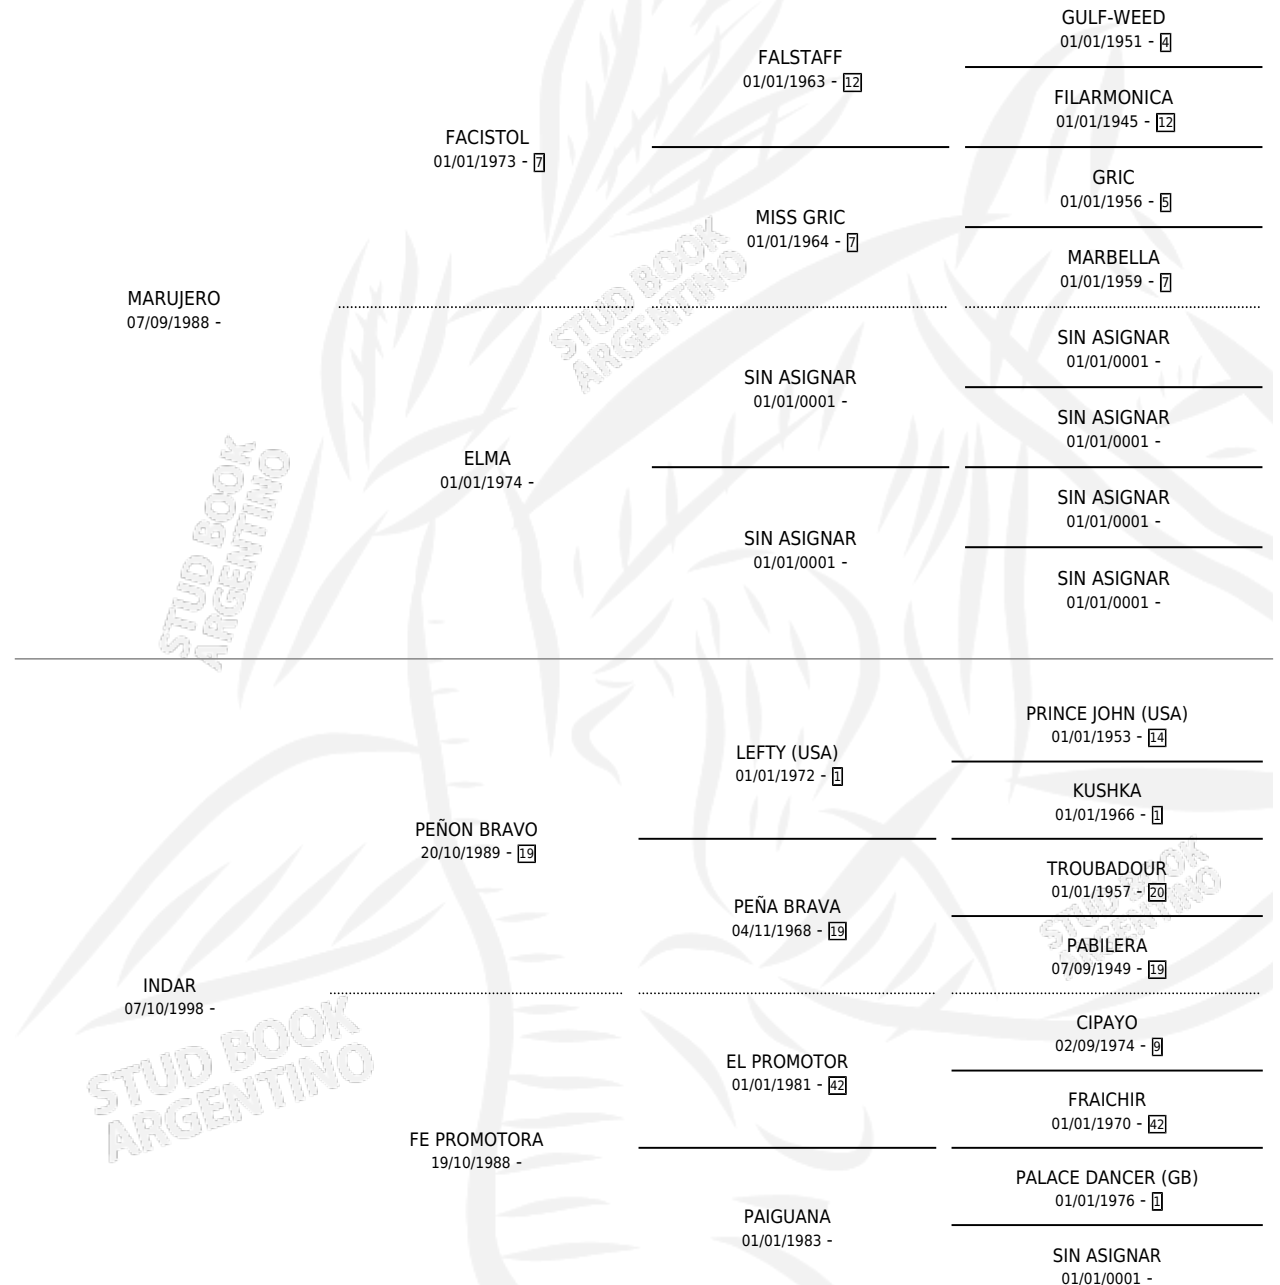 GULF-WEED
01/01/1951 - 4
FALSTAFF
01/01/1963 - 12
FILARMONICA
01/01/1945 - 12
FACISTOL
01/01/1973 - 7
GRIC
01/01/1956 - 5
MISS GRIC
01/01/1964 - 7
MARBELLA
01/01/1959 - 7
MARUJERO
07/09/1988 -
SIN ASIGNAR
01/01/0001 -
SIN ASIGNAR
01/01/0001 -
SIN ASIGNAR
01/01/0001 -
ELMA
01/01/1974 -
SIN ASIGNAR
01/01/0001 -
SIN ASIGNAR
01/01/0001 -
SIN ASIGNAR
01/01/0001 -
STUD BOOK
ARGENTINO
STUD BOOK
ARGENTINO
PRINCE JOHN (USA)
01/01/1953 - 14
LEFTY (USA)
01/01/1972 - 1
KUSHKA
01/01/1966 - 1
PEÑON BRAVO
20/10/1989 - 19
TROUBADOUR
01/01/1957 - 20
PEÑA BRAVA
04/11/1968 - 19
PABILERA
07/09/1949 - 19
INDAR
07/10/1998 -
CIPAYO
02/09/1974 - 9
EL PROMOTOR
01/01/1981 - 42
FRAICHIR
01/01/1970 - 42
FE PROMOTORA
19/10/1988 -
PALACE DANCER (GB)
01/01/1976 - 1
PAIGUANA
01/01/1983 -
SIN ASIGNAR
01/01/0001 -
STUD BOOK
ARGENTINO
STUD BOOK
ARGENTINO